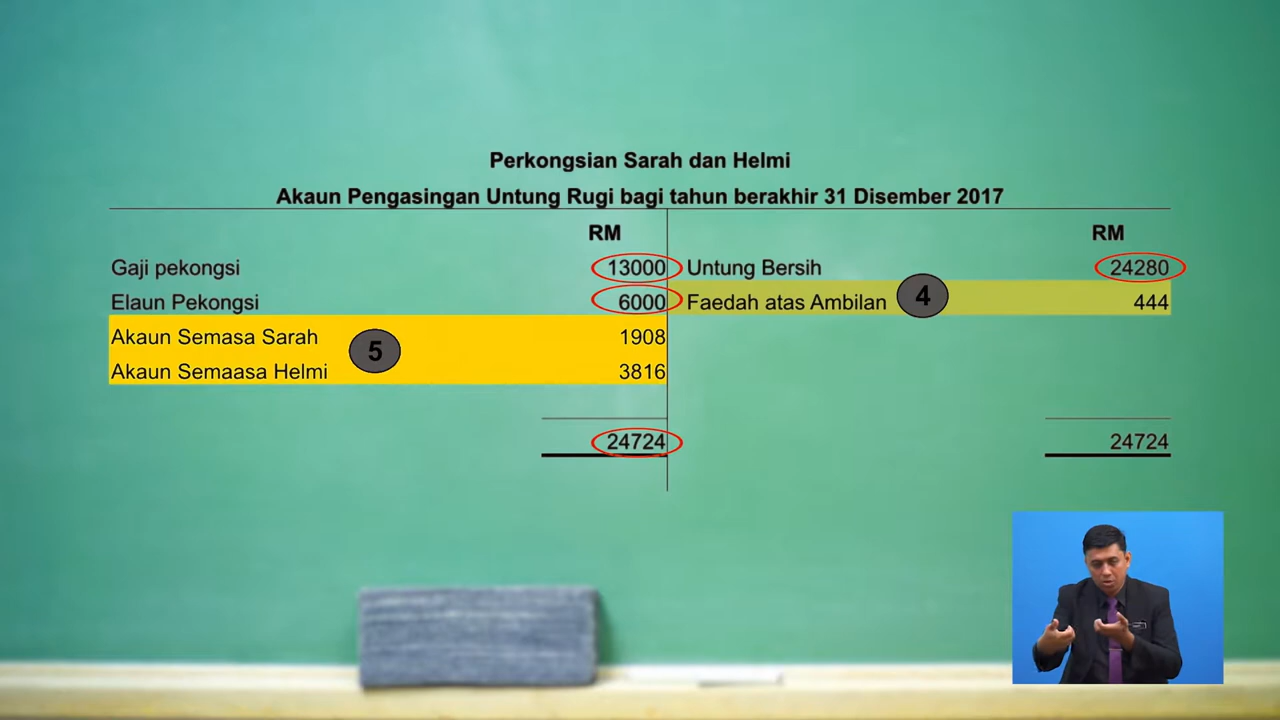 Perkongsian Sarah dan Helmi
Akaun Pengasingan Untung Rugi bagi tahun berakhir 31 Disember 2017
RM RM
Gaji pekongsi 13000 Untung Bersih 24280
Elaun Pekongsi 6000 Faedah atas Ambilan 4 444
Akaun Semasa Sarah 1908
5
Akaun Semaasa Helmi 3816
24724 24724